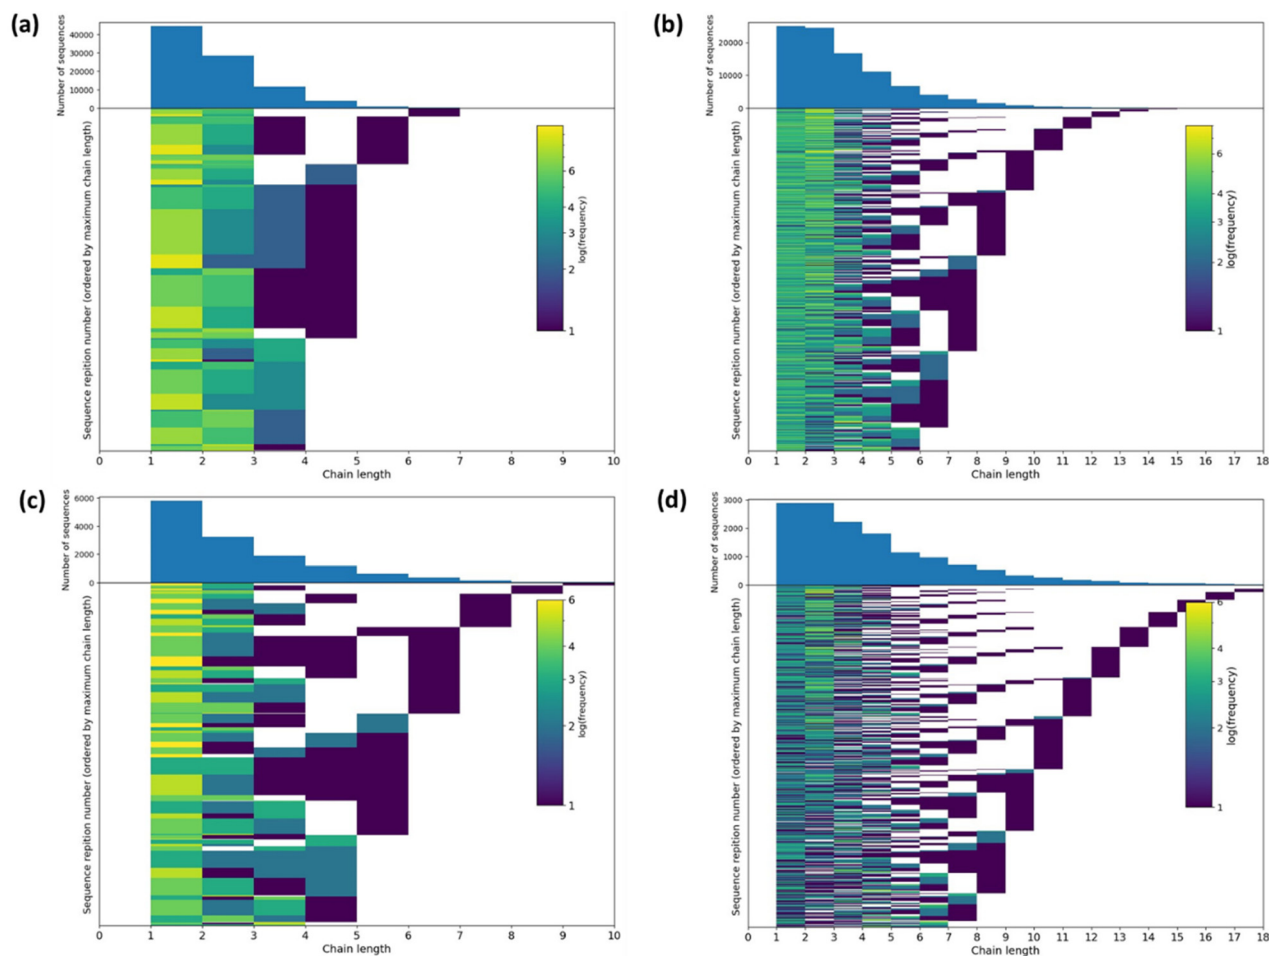 (a)
Number of sequences
40000
30000
20000
10000
0
Sequence repition number (ordered by maximum chain length)
6
4
3
2
1
log(frequency)
0 1 2 3 4 5 6 7 8 9 10
Chain length
(b)
Number of sequences
20000
10000
0
Sequence repition number (ordered by maximum chain length)
6
4
3
2
1
log(frequency)
0 1 2 3 4 5 6 7 8 9 10 11 12 13 14 15 16 17 18
Chain length
(c)
Number of sequences
6000
4000
2000
0
Sequence repition number (ordered by maximum chain length)
6
4
3
2
1
log(frequency)
0 1 2 3 4 5 6 7 8 9 10
Chain length
(d)
Number of sequences
3000
2000
1000
0
Sequence repition number (ordered by maximum chain length)
6
4
3
2
1
log(frequency)
0 1 2 3 4 5 6 7 8 9 10 11 12 13 14 15 16 17 18
Chain length